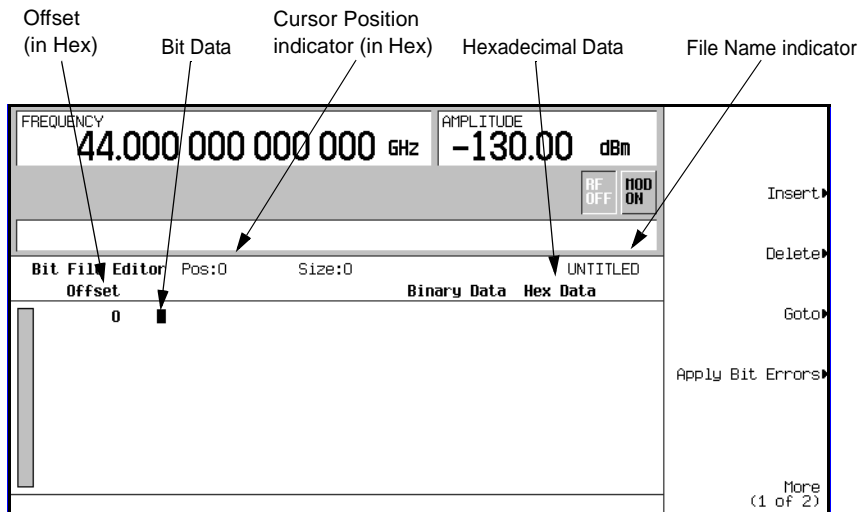 Offset
(in Hex)
Bit Data
Cursor Position
indicator (in Hex)
Hexadecimal Data
File Name indicator
FREQUENCY
44.000 000 000 000 GHz
AMPLITUDE
-130.00 dBm
RF
OFF
MOD
ON
Insert
Delete
Goto
Apply Bit Errors
More
(1 of 2)
Bit File Editor Pos:0 Size:0 UNTITLED
Offset Binary Data Hex Data
0